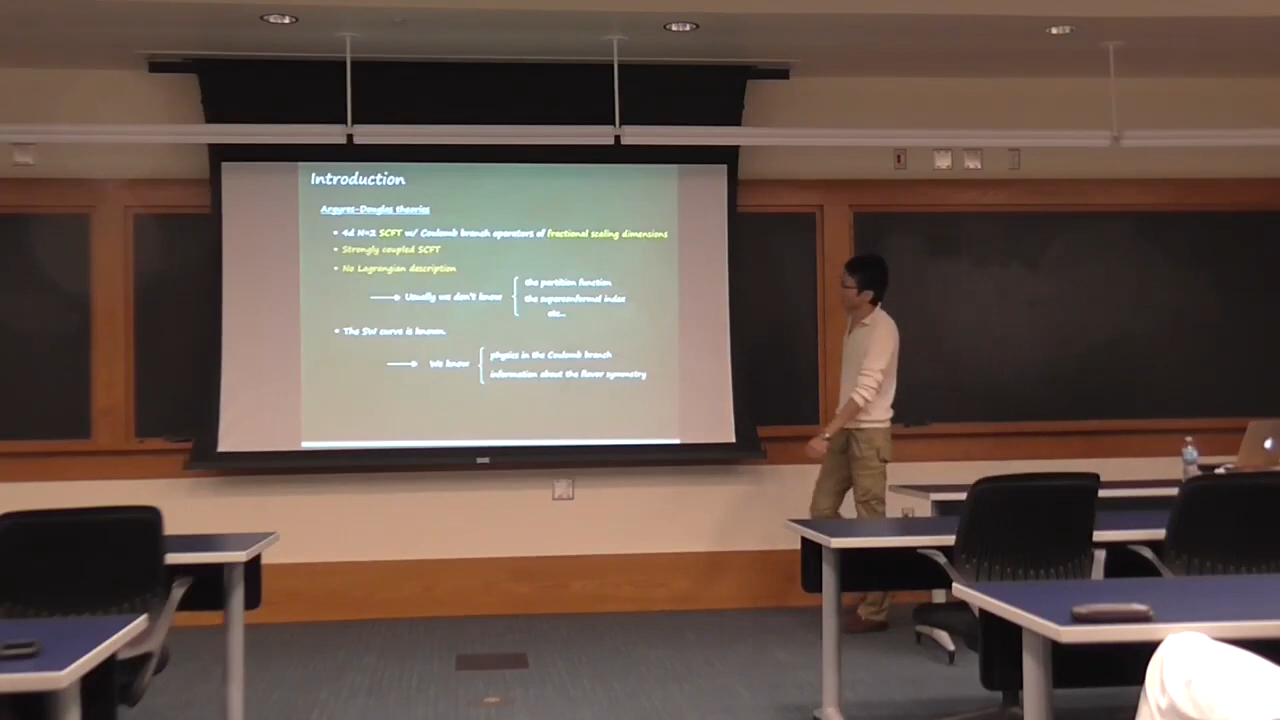 Introduction
Argyres-Douglas theories
• 4d N=2 SCFT w/ Coulomb branch operators of fractional scaling dimensions
• Strongly coupled SCFT
• No Lagrangian description
Usually we don't know
the partition function
the superconformal index
etc...
• The SW curve is known.
We know
physics in the Coulomb branch
information about the flavor symmetry